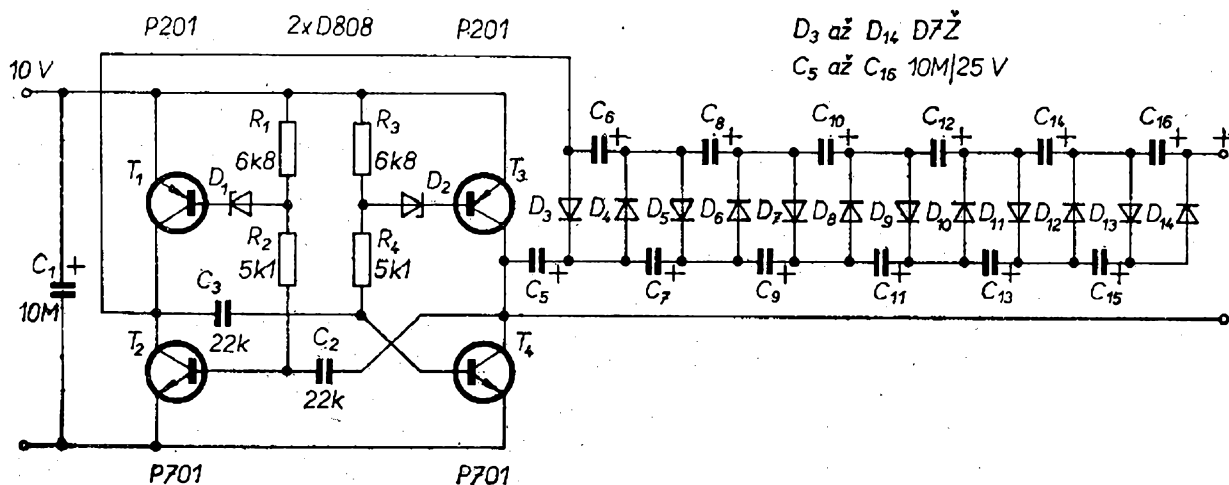 P201 2xD808 P201
D3 až D14 D7Ž
C5 až C16 10M/25 V
10 V
R1 R3
6k8 6k8
C6 C8 C10 C12 C14 C16
+ + + + + + +
T1 D1 D2 T3
D3 D4 D5 D6 D7 D8 D9 D10 D11 D12 D13 D14
R2 R4
5k1 5k1
C1 +
10M
C3
22k
C5 C7 C9 C11 C13 C15
+ + + + + +
T2 C2 T4
22k
P701 P701